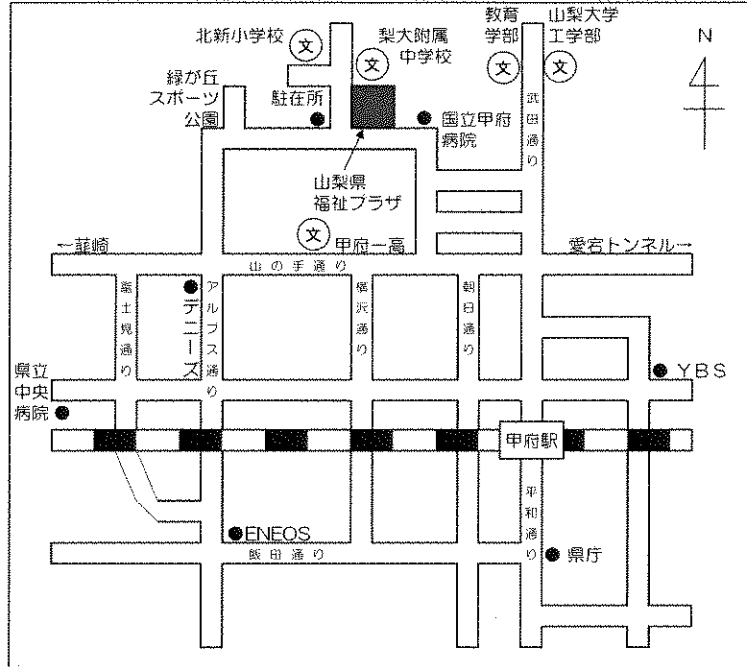 北新小学校
文
梨大附属
中学校
文
教育
学部
文
山梨大学
工学部
文
N
緑が丘
スポーツ
公園
駐在所
国立甲府
病院
武田通り
山梨県
福祉プラザ
文
甲府一高
←韮崎
愛宕トンネル→
山の手通り
富士見通り
デニーズ
アルプス通り
横沢通り
朝日通り
県立
中央
病院
YBS
甲府駅
平和通り
ENEOS
飯田通り
県庁